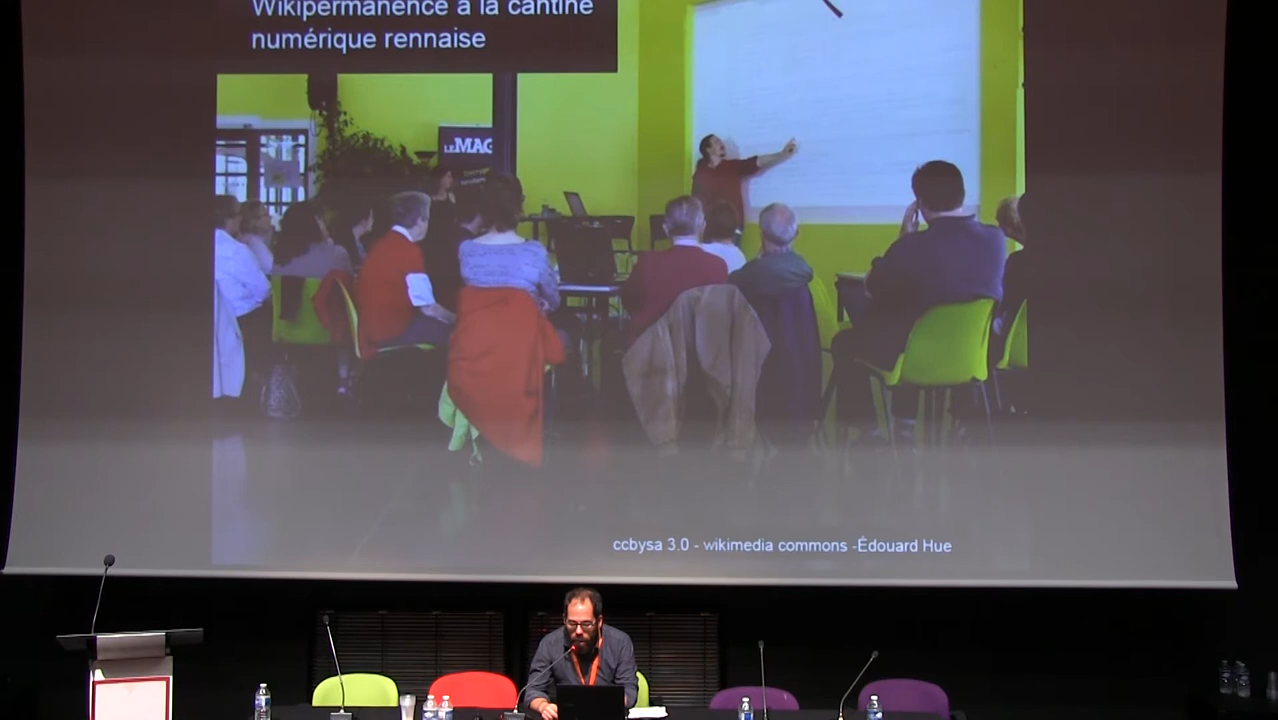 Wikipermanence à la cantine
numérique rennaise
LE MAG
ccbysa 3.0 - wikimedia commons -Édouard Hue